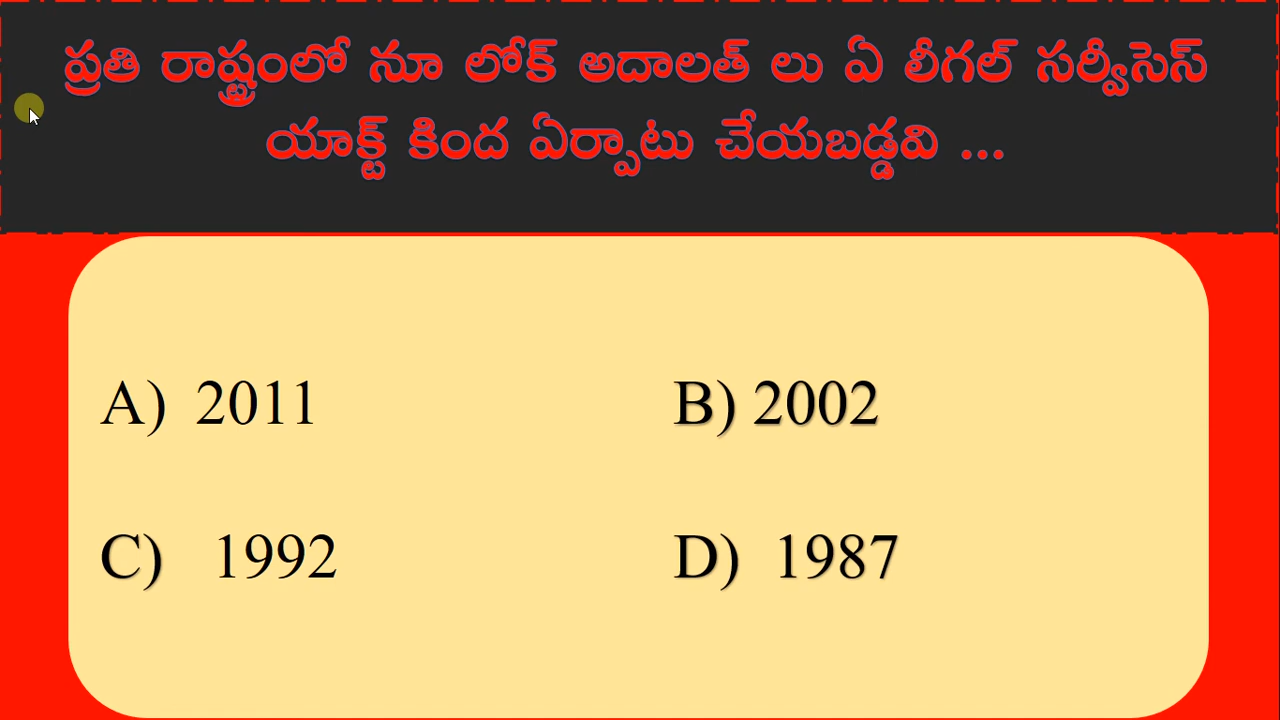 ప్రతి రాష్ట్రంలో నూ లోక్ అదాలత్ లు ఏ లీగల్ సర్వీసెస్
యాక్ట్ కింద ఏర్పాటు చేయబడ్డవి ...
A) 2011 B) 2002
C) 1992 D) 1987